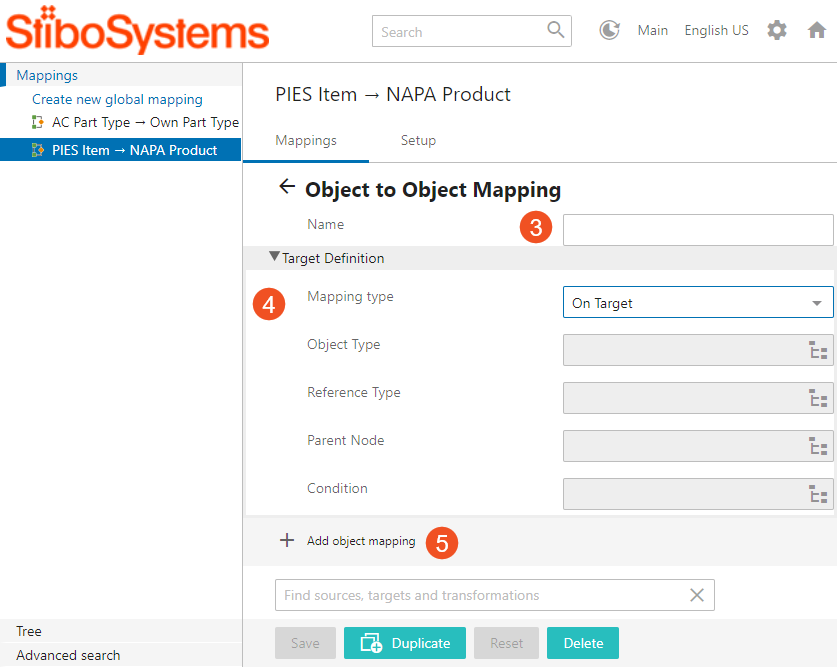 StiboSystems
Search
Main
English US
Mappings
Create new global mapping
AC Part Type → Own Part Type
PIES Item → NAPA Product
PIES Item → NAPA Product
Mappings
Setup
← Object to Object Mapping
Name
3
Target Definition
4
Mapping type
On Target
Object Type
Reference Type
Parent Node
Condition
+ Add object mapping
5
Find sources, targets and transformations
Tree
Advanced search
Save
Duplicate
Reset
Delete